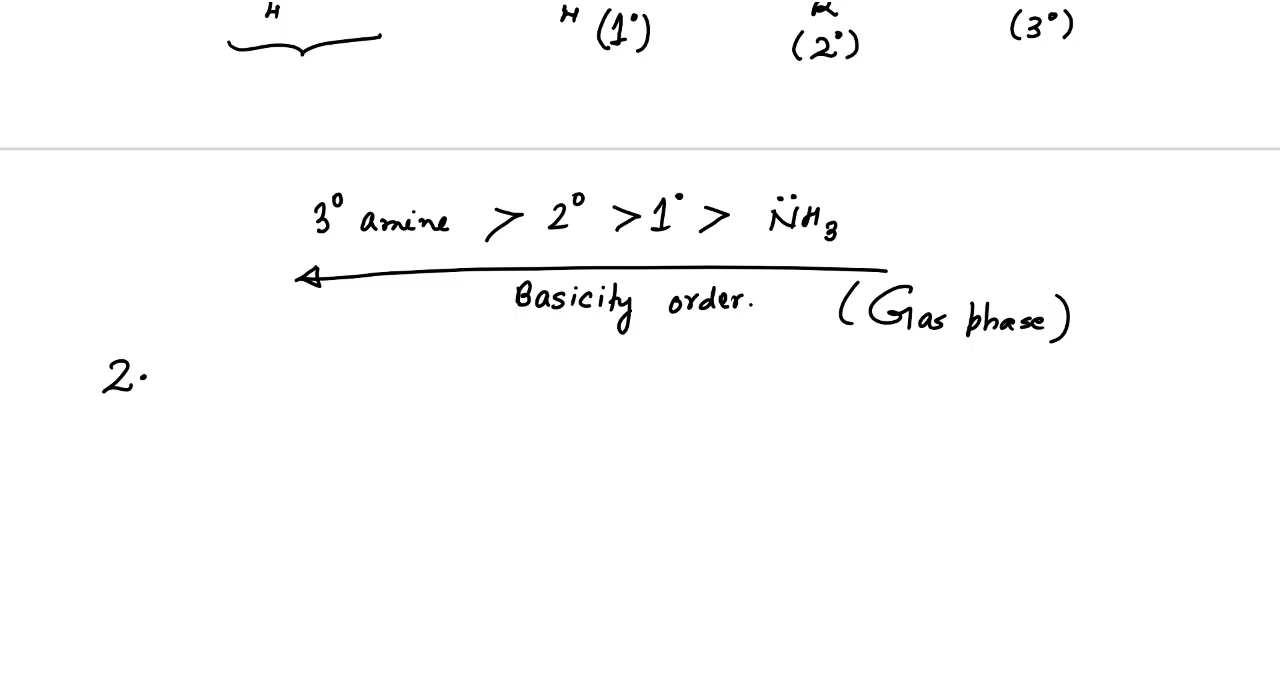 H H (1°) R (2°) (3°)
3° amine > 2° > 1° > N̈H₃
Basicity order. (Gas phase)
2.